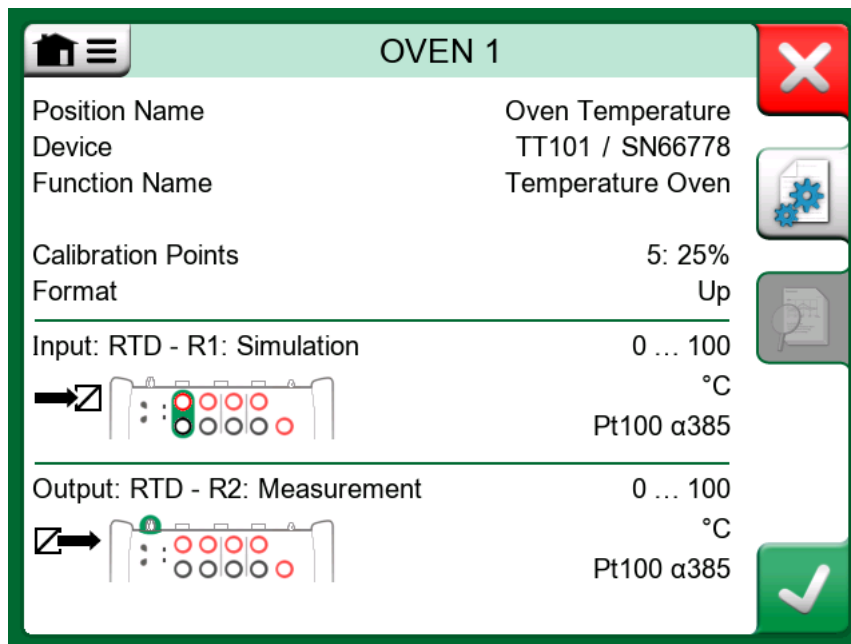 OVEN 1
Position Name Oven Temperature
Device TT101 / SN66778
Function Name Temperature Oven
Calibration Points 5: 25%
Format Up
Input: RTD - R1: Simulation 0 ... 100
°C
Pt100 α385
Output: RTD - R2: Measurement 0 ... 100
°C
Pt100 α385